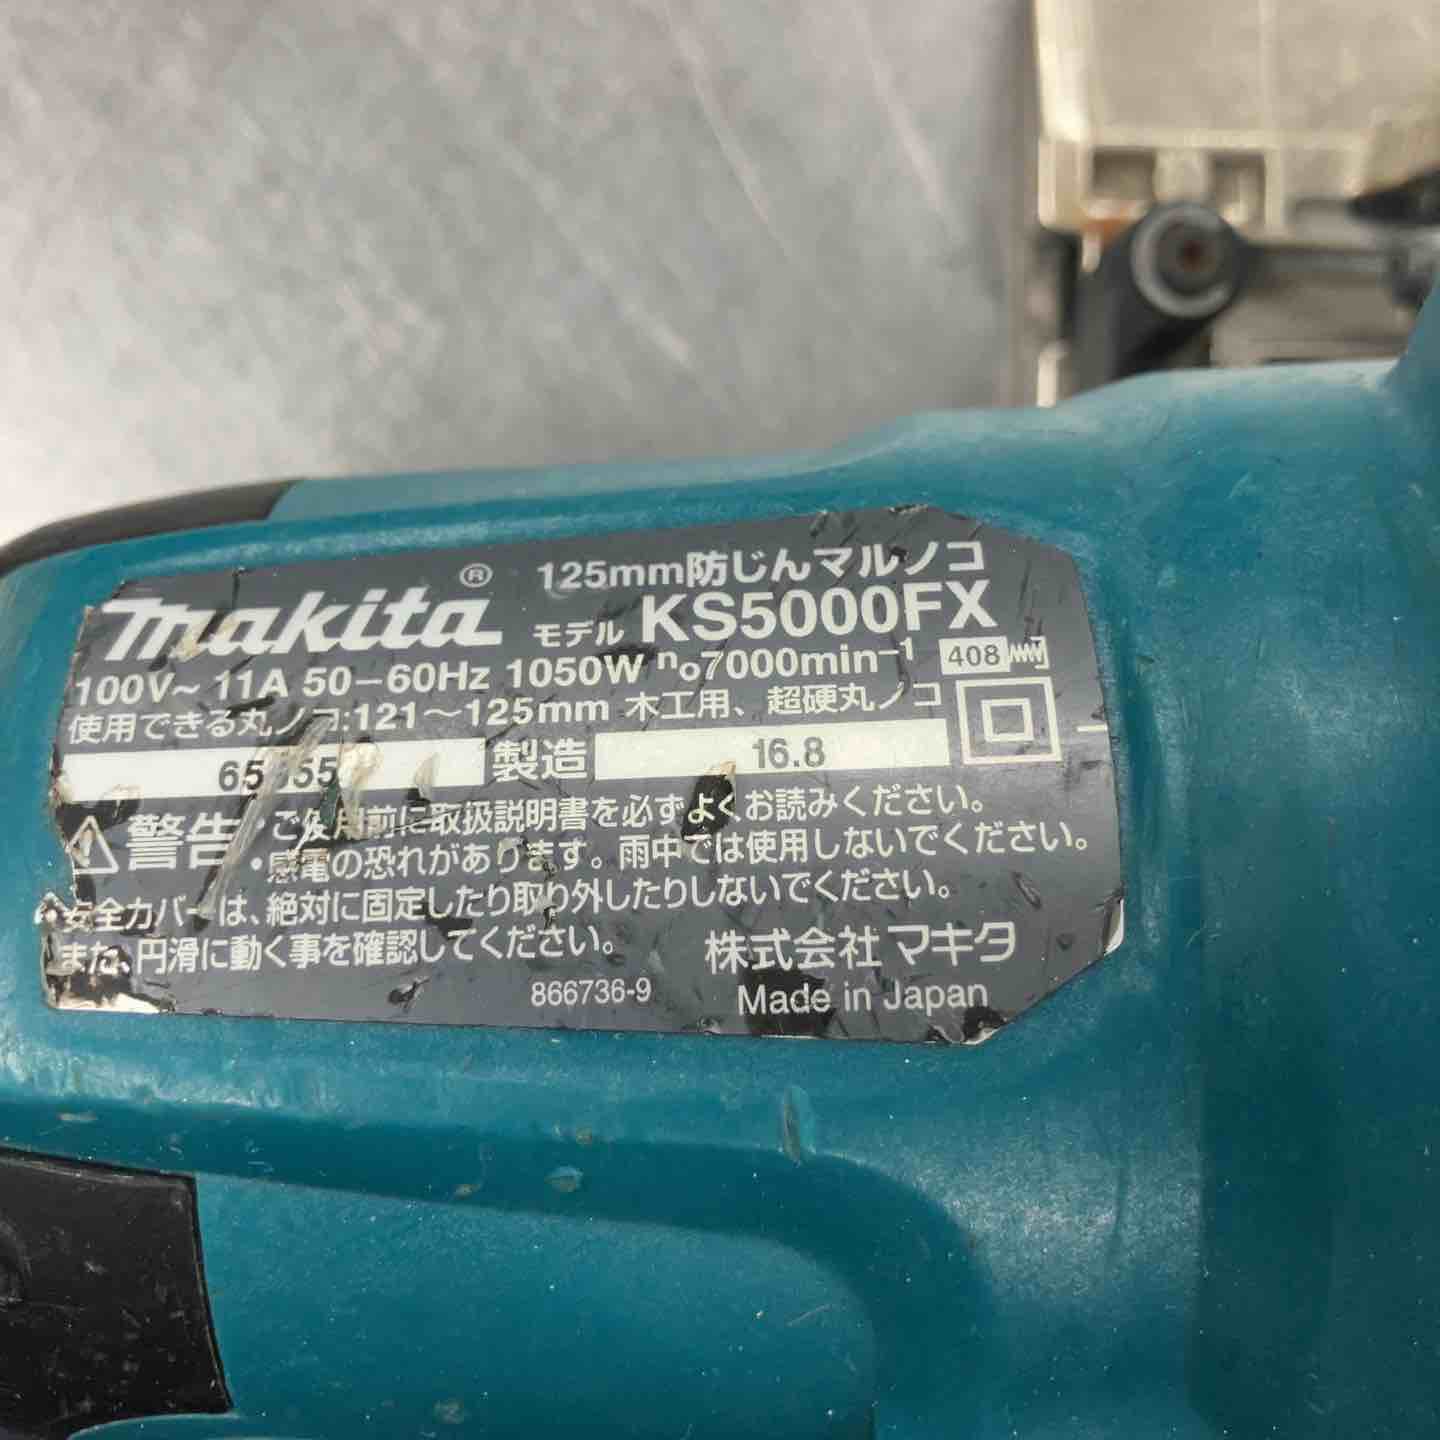 makita®
125mm防じんマルノコ
モデル KS5000FX
100V～ 11A 50−60Hz 1050W n₀7000min⁻¹ 408
使用できる丸ノコ:121〜125mm 木工用、超硬丸ノコ
製造 16.8
⚠警告
・ご使用前に取扱説明書を必ずよくお読みください。
・感電の恐れがあります。雨中では使用しないでください。
安全カバーは、絶対に固定したり取り外したりしないでください。
また、円滑に動く事を確認してください。
株式会社マキタ
866736-9 Made in Japan